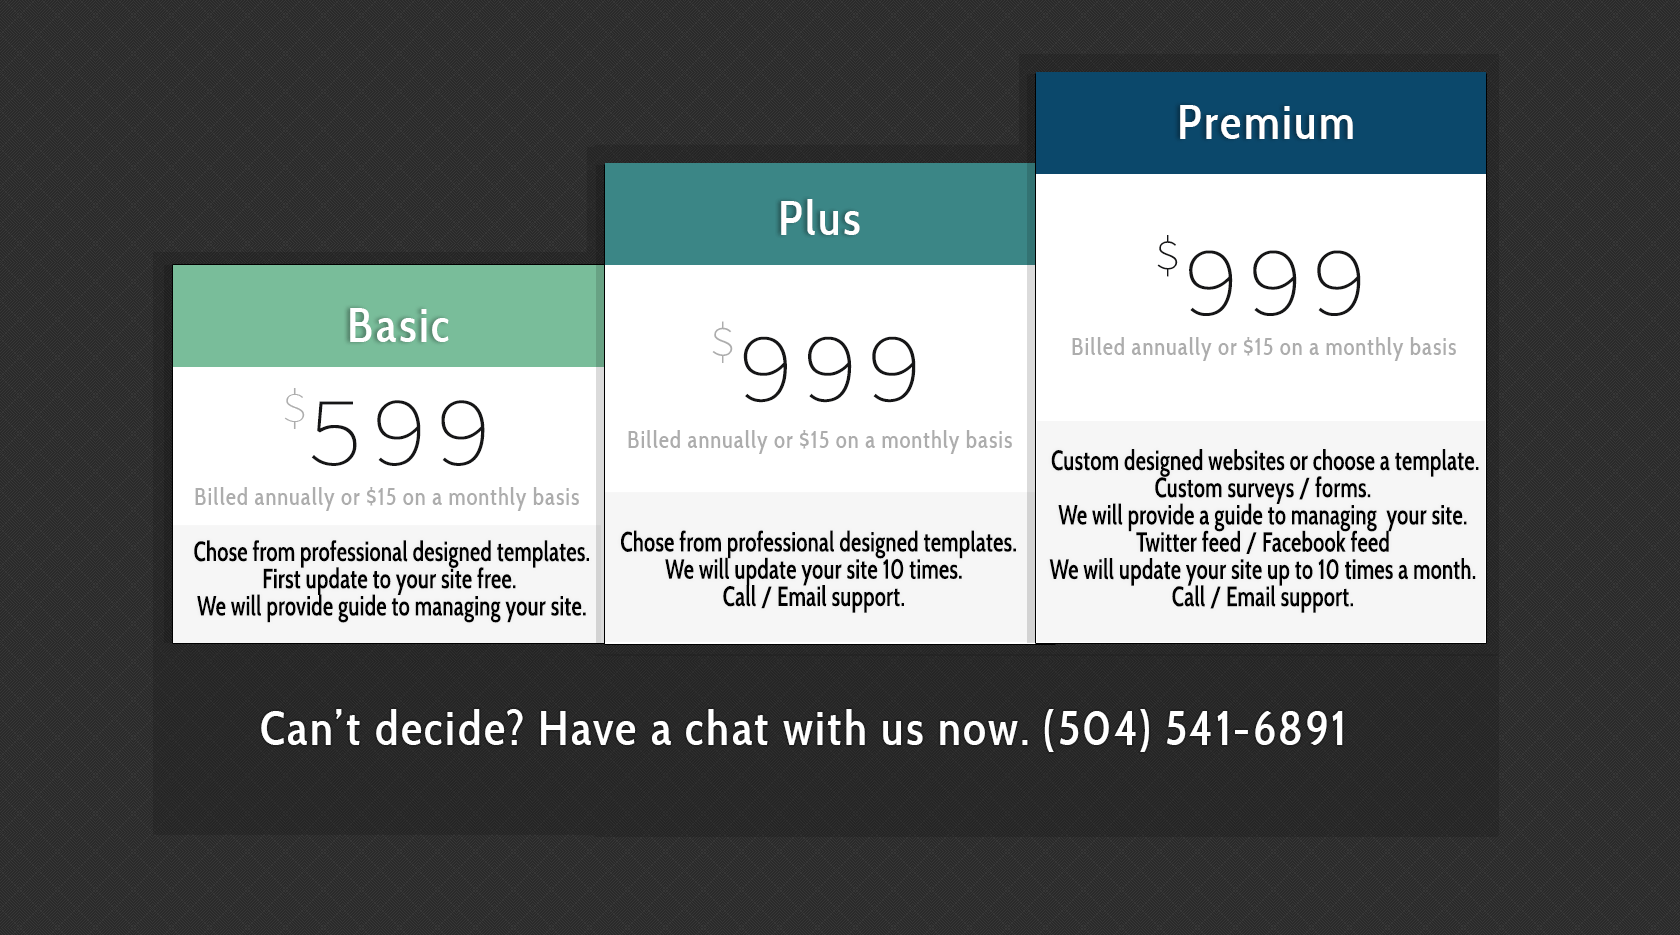 Basic
$599
Billed annually or $15 on a monthly basis
Chose from professional designed templates.
First update to your site free.
We will provide guide to managing your site.
Plus
$999
Billed annually or $15 on a monthly basis
Chose from professional designed templates.
We will update your site 10 times.
Call / Email support.
Premium
$999
Billed annually or $15 on a monthly basis
Custom designed websites or choose a template.
Custom surveys / forms.
We will provide a guide to managing  your site.
Twitter feed / Facebook feed
We will update your site up to 10 times a month.
Call / Email support.
Can’t decide? Have a chat with us now. (504) 541-6891